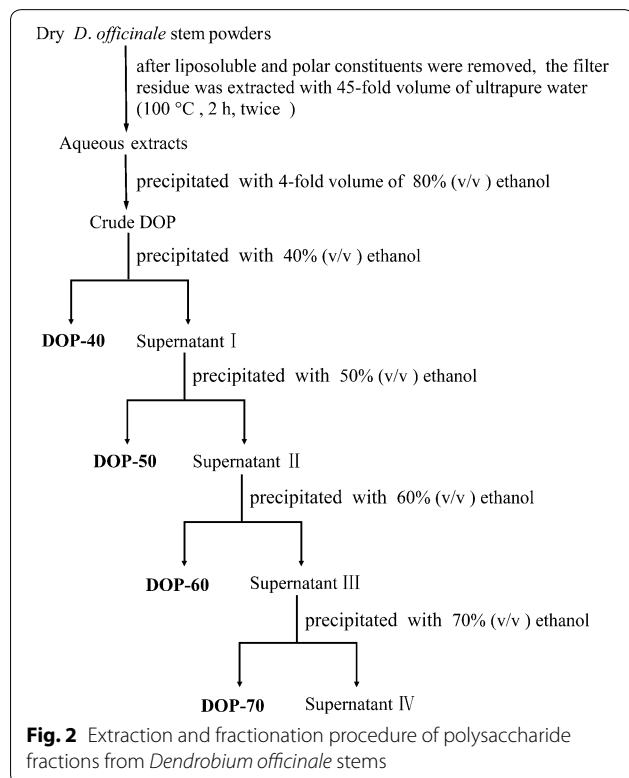 Dry D. officinale stem powders
after liposoluble and polar constituents were removed, the filter
residue was extracted with 45-fold volume of ultrapure water
(100 °C , 2 h, twice )
Aqueous extracts
precipitated with 4-fold volume of 80% (v/v ) ethanol
Crude DOP
precipitated with 40% (v/v ) ethanol
DOP-40 Supernatant Ⅰ
precipitated with 50% (v/v ) ethanol
DOP-50 Supernatant Ⅱ
precipitated with 60% (v/v ) ethanol
DOP-60 Supernatant Ⅲ
precipitated with 70% (v/v ) ethanol
DOP-70 Supernatant Ⅳ
Fig. 2 Extraction and fractionation procedure of polysaccharide
fractions from Dendrobium officinale stems